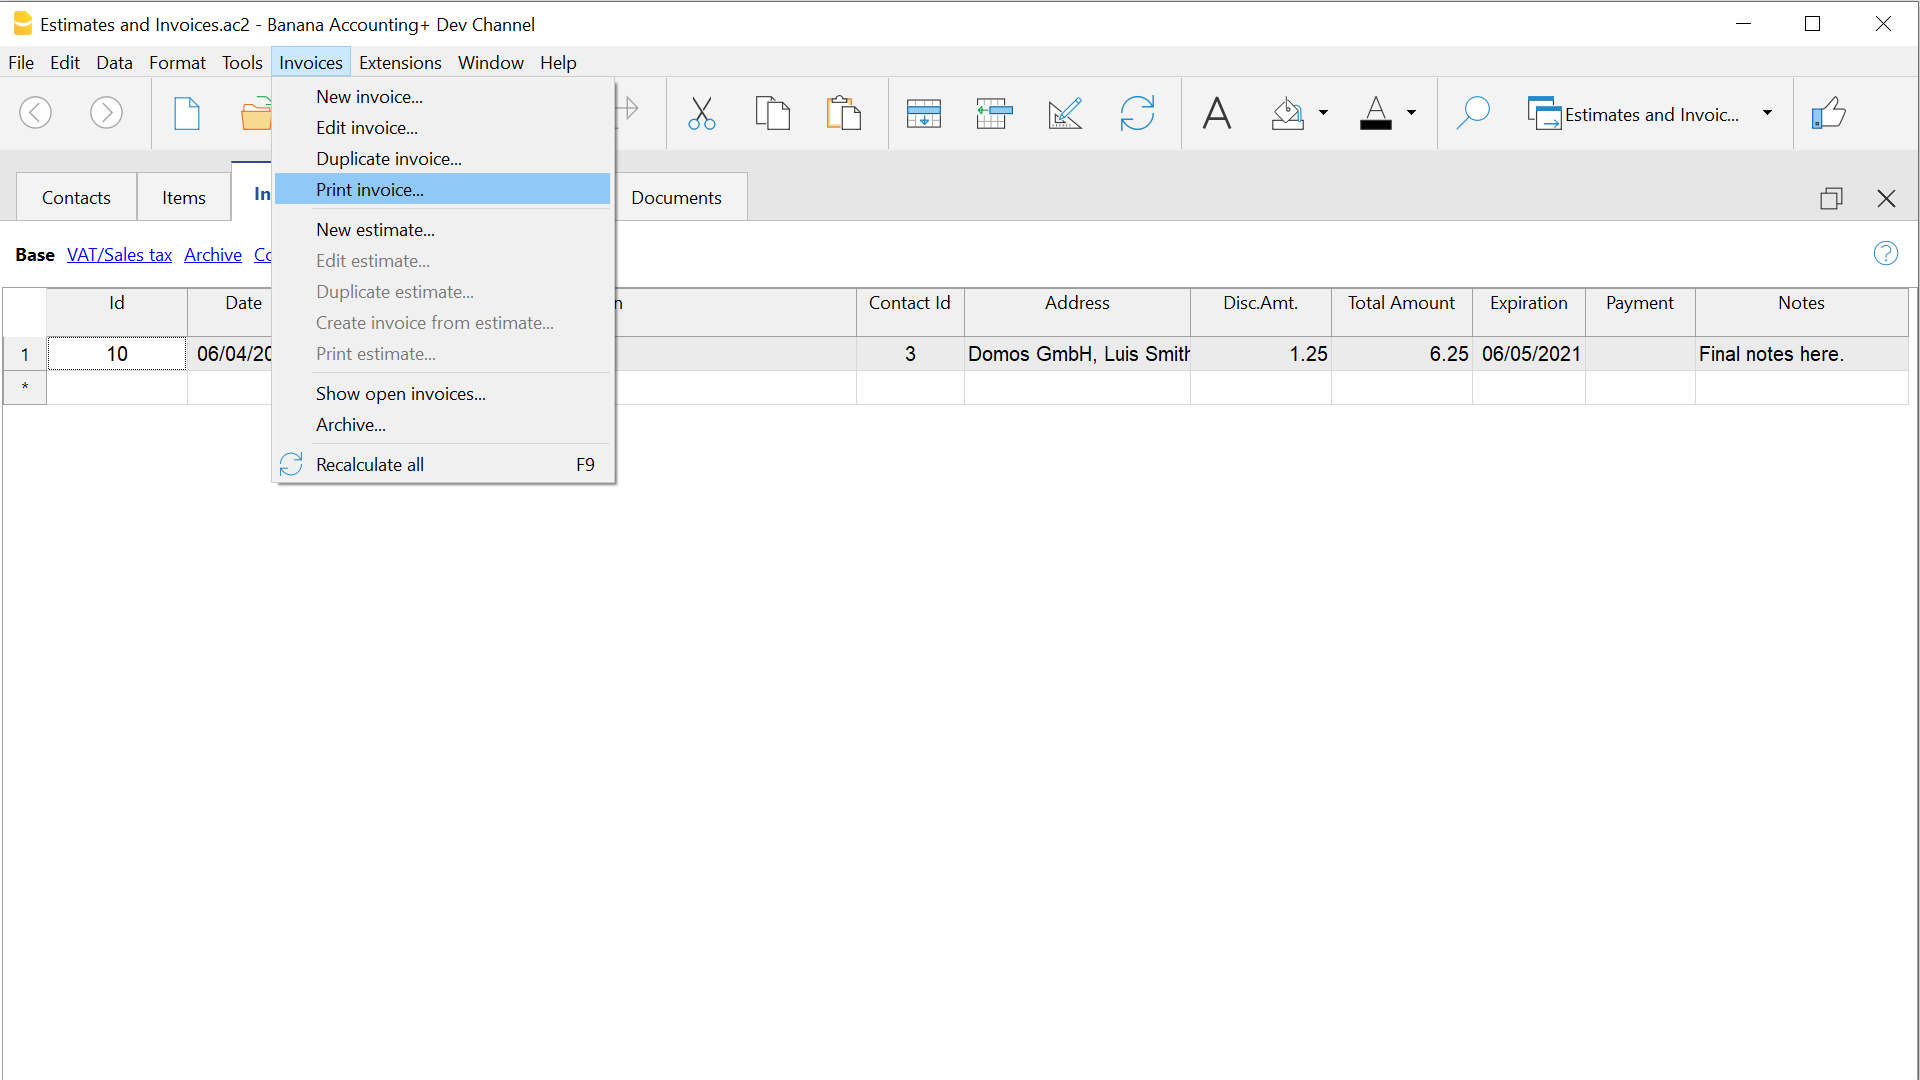 Estimates and Invoices.ac2 - Banana Accounting+ Dev Channel
File Edit Data Format Tools Invoices Extensions Window Help
Estimates and Invoic...
New invoice...
Edit invoice...
Duplicate invoice...
Print invoice...
New estimate...
Edit estimate...
Duplicate estimate...
Create invoice from estimate...
Print estimate...
Show open invoices...
Archive...
Recalculate all F9
Contacts Items In Documents
Base VAT/Sales tax Archive Co
Id Date n Contact Id Address Disc.Amt. Total Amount Expiration Payment Notes
1 10 06/04/20 3 Domos GmbH, Luis Smith 1.25 6.25 06/05/2021 Final notes here.
*